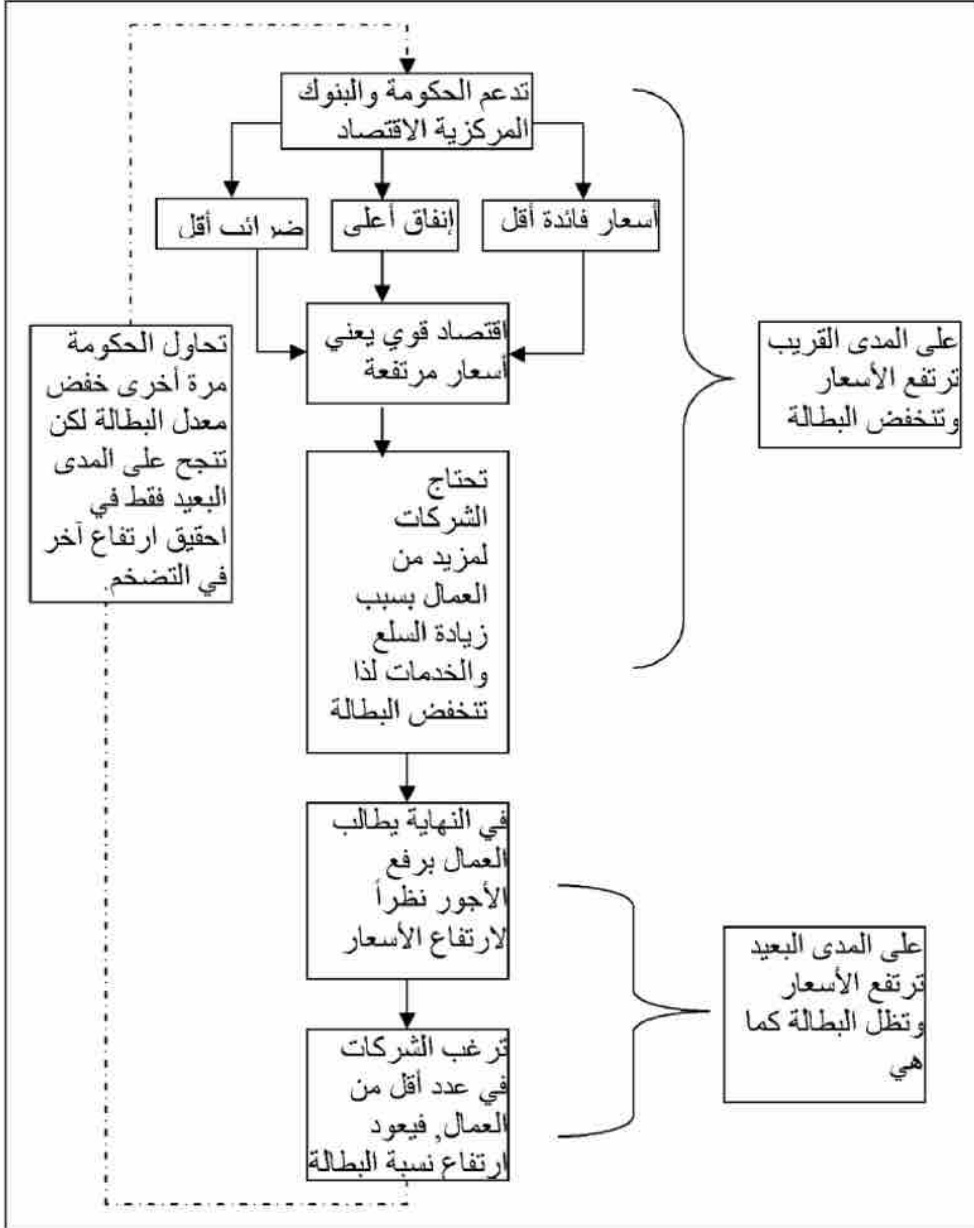 تدعم الحكومة والبنوك
المركزية الاقتصاد
أسعار فائدة أقل
إنفاق أعلى
ضرائب أقل
اقتصاد قوي يعني
أسعار مرتفعة
تحتاج
الشركات
لمزيد من
العمال بسبب
زيادة السلع
والخدمات لذا
تنخفض البطالة
على المدى القريب
ترتفع الأسعار
وتنخفض البطالة
تحاول الحكومة
مرة أخرى خفض
معدل البطالة لكن
تنجح على المدى
البعيد فقط في
احقيق ارتفاع آخر
في التضخم.
في النهاية يطالب
العمال برفع
الأجور نظراً
لارتفاع الأسعار
ترغب الشركات
في عدد أقل من
العمال, فيعود
ارتفاع نسبة البطالة
على المدى البعيد
ترتفع الأسعار
وتظل البطالة كما
هي